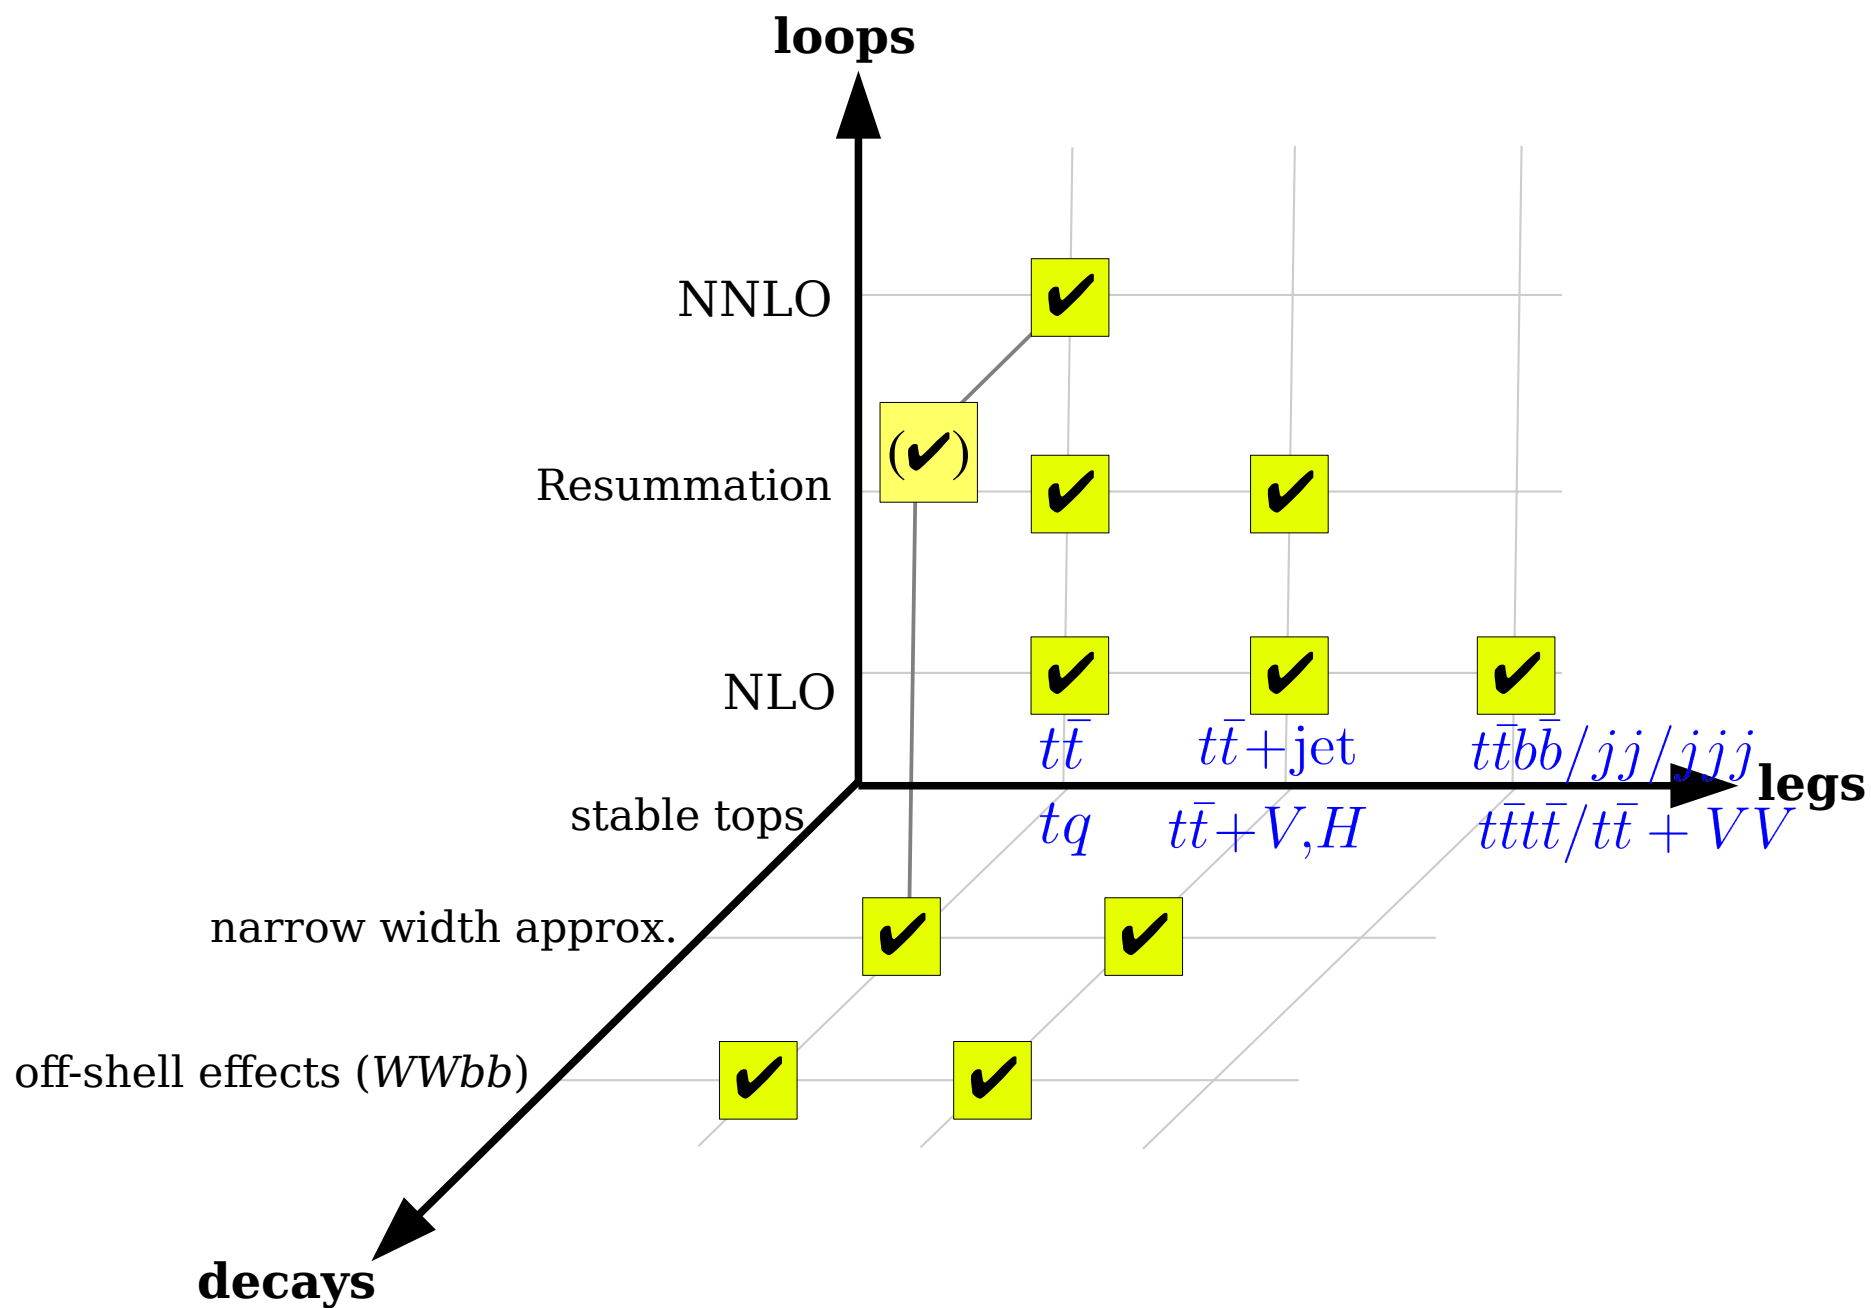 loops
NNLO
✔
(✔)
Resummation
✔ ✔
NLO
✔ ✔ ✔
tt̄ tt̄+jet tt̄bb̄/jj/jjj
legs
stable tops
tq tt̄+V,H tt̄tt̄/tt̄ + VV
narrow width approx.
✔ ✔
off-shell effects (WWbb)
✔ ✔
decays